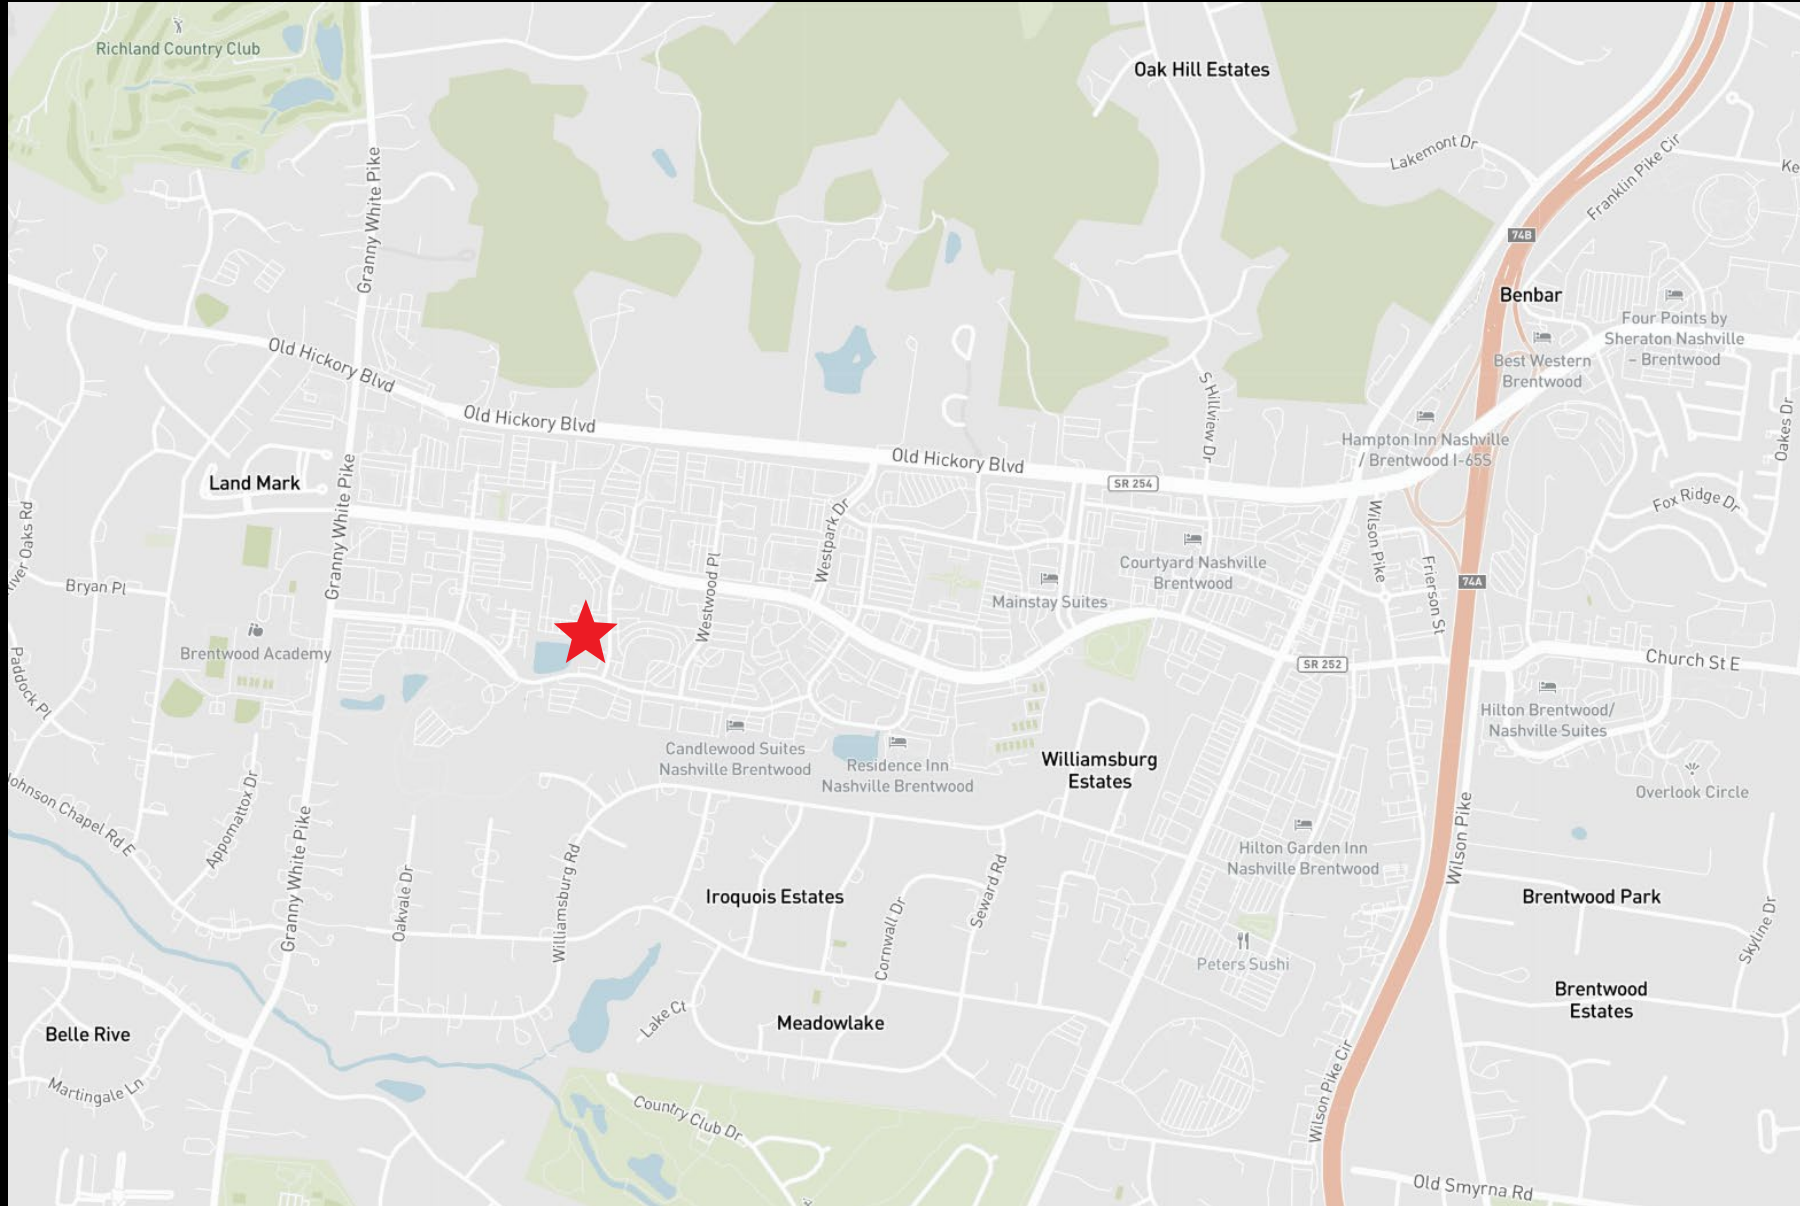 Richland Country Club
Oak Hill Estates
Lakemont Dr
Franklin Pike Cir
Ke
Granny White Pike
74B
Benbar
Four Points by
Sheraton Nashville
– Brentwood
Best Western
Brentwood
Old Hickory Blvd
Old Hickory Blvd
Old Hickory Blvd
S Hillview Dr
Hampton Inn Nashville
/ Brentwood I-65S
Oakes Dr
Land Mark
Granny White Pike
SR 254
Fox Ridge Dr
Wilson Pike
Westpark Dr
Courtyard Nashville
Brentwood
Mainstay Suites
Frierson St
74A
iver Oaks Rd
Bryan Pl
Westwood Pl
Brentwood Academy
SR 252
Church St E
Paddock Pl
Hilton Brentwood/
Nashville Suites
Candlewood Suites
Nashville Brentwood
Residence Inn
Nashville Brentwood
Williamsburg
Estates
Overlook Circle
Johnson Chapel Rd E
Appomattox Dr
Granny White Pike
Wilson Pike
Hilton Garden Inn
Nashville Brentwood
Oakvale Dr
Williamsburg Rd
Iroquois Estates
Cornwall Dr
Seward Rd
Brentwood Park
Skyline Dr
Peters Sushi
Brentwood
Estates
Lake Ct
Meadowlake
Belle Rive
Martingale Ln
Country Club Dr
Wilson Pike Cir
Old Smyrna Rd